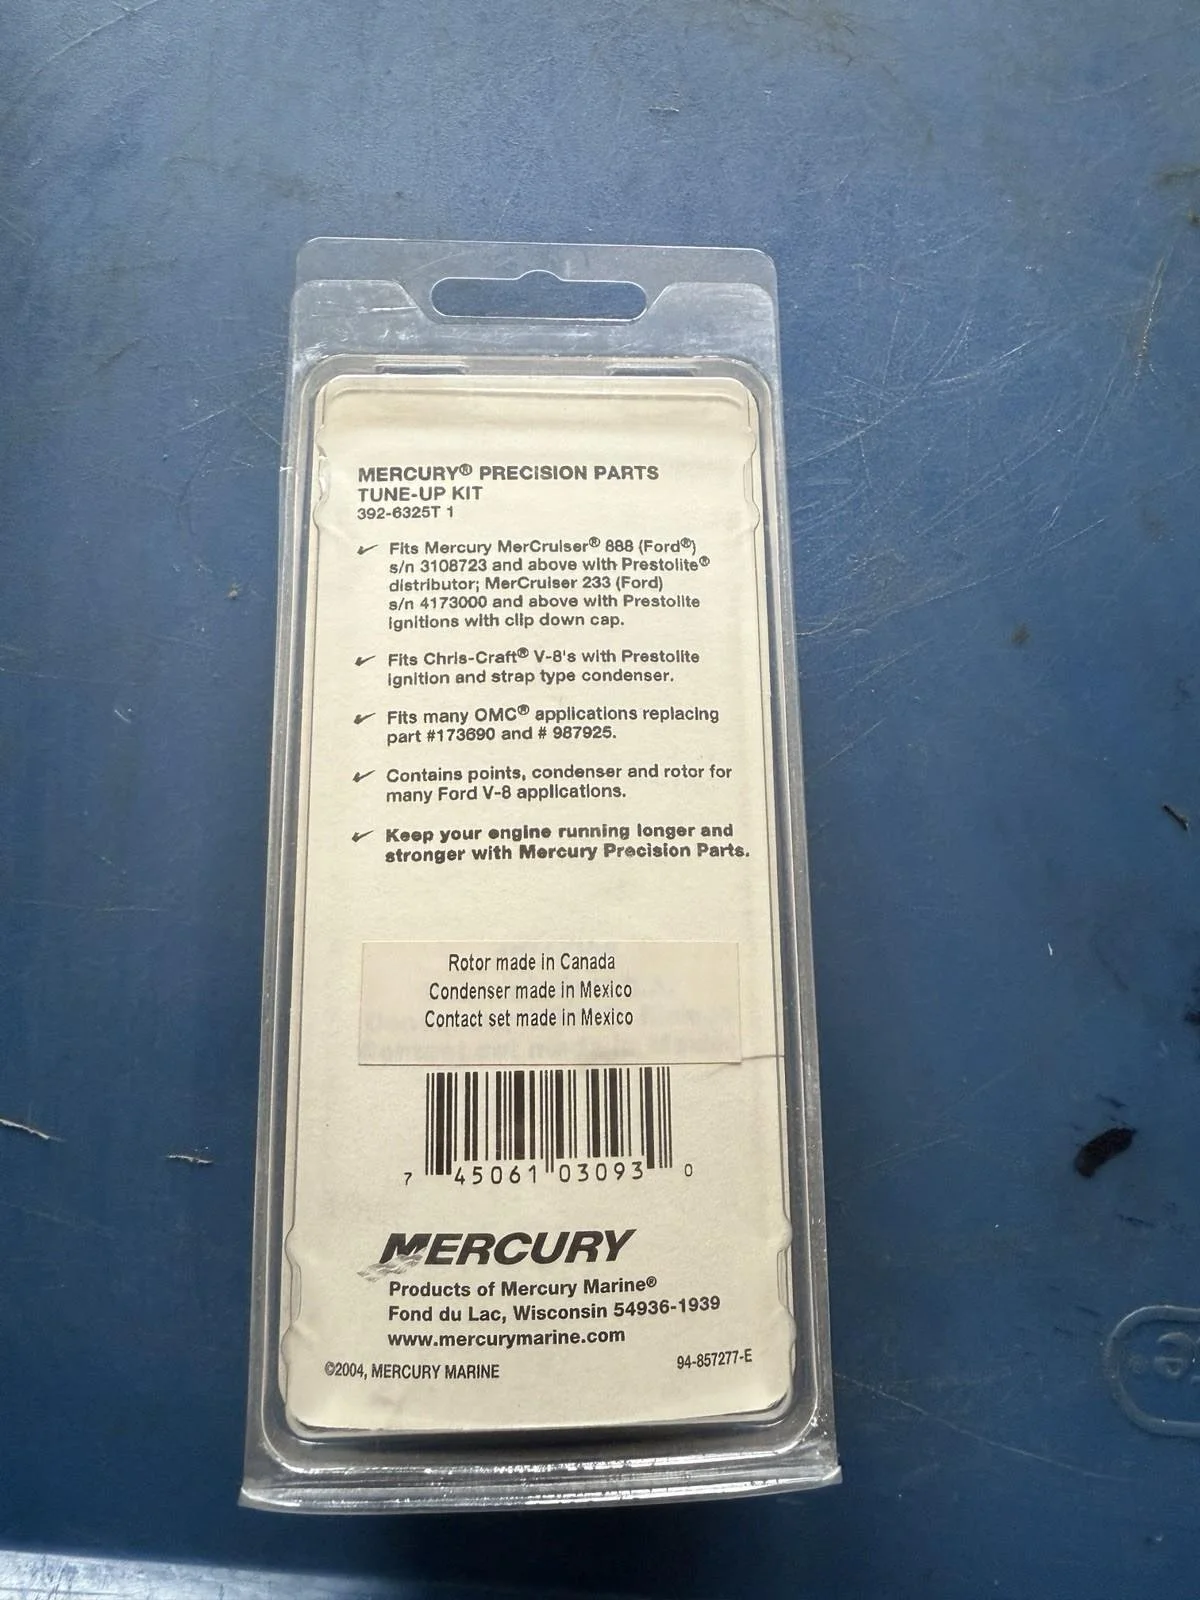 MERCURY® PRECISION PARTS
TUNE-UP KIT
392-6325T 1
Fits Mercury MerCruiser® 888 (Ford®)
s/n 3108723 and above with Prestolite®
distributor; MerCruiser 233 (Ford)
s/n 4173000 and above with Prestolite
ignitions with clip down cap.
Fits Chris-Craft® V-8's with Prestolite
ignition and strap type condenser.
Fits many OMC® applications replacing
part #173690 and # 987925.
Contains points, condenser and rotor for
many Ford V-8 applications.
Keep your engine running longer and
stronger with Mercury Precision Parts.
Rotor made in Canada
Condenser made in Mexico
Contact set made in Mexico
7 45061 03093 0
MERCURY
Products of Mercury Marine®
Fond du Lac, Wisconsin 54936-1939
www.mercurymarine.com
©2004, MERCURY MARINE
94-857277-E